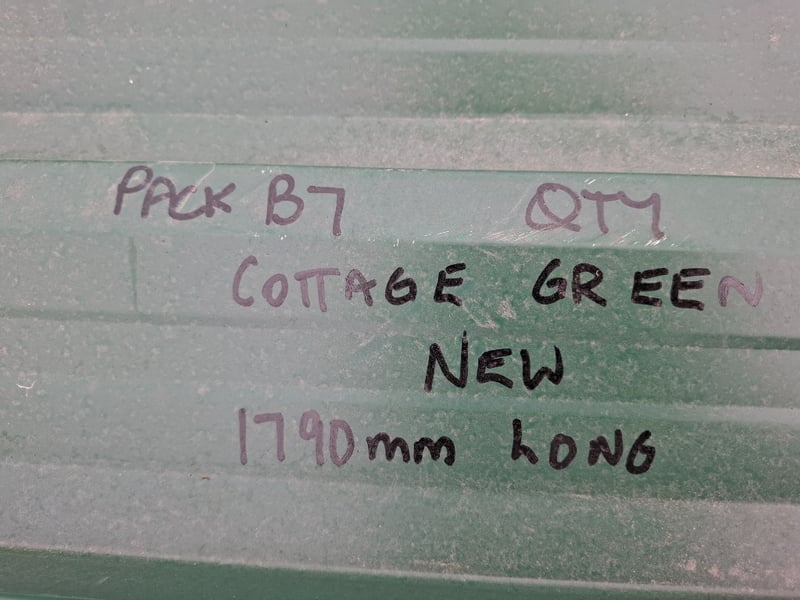 PACK B7 QTY
COTTAGE GREEN
NEW
1790mm LONG